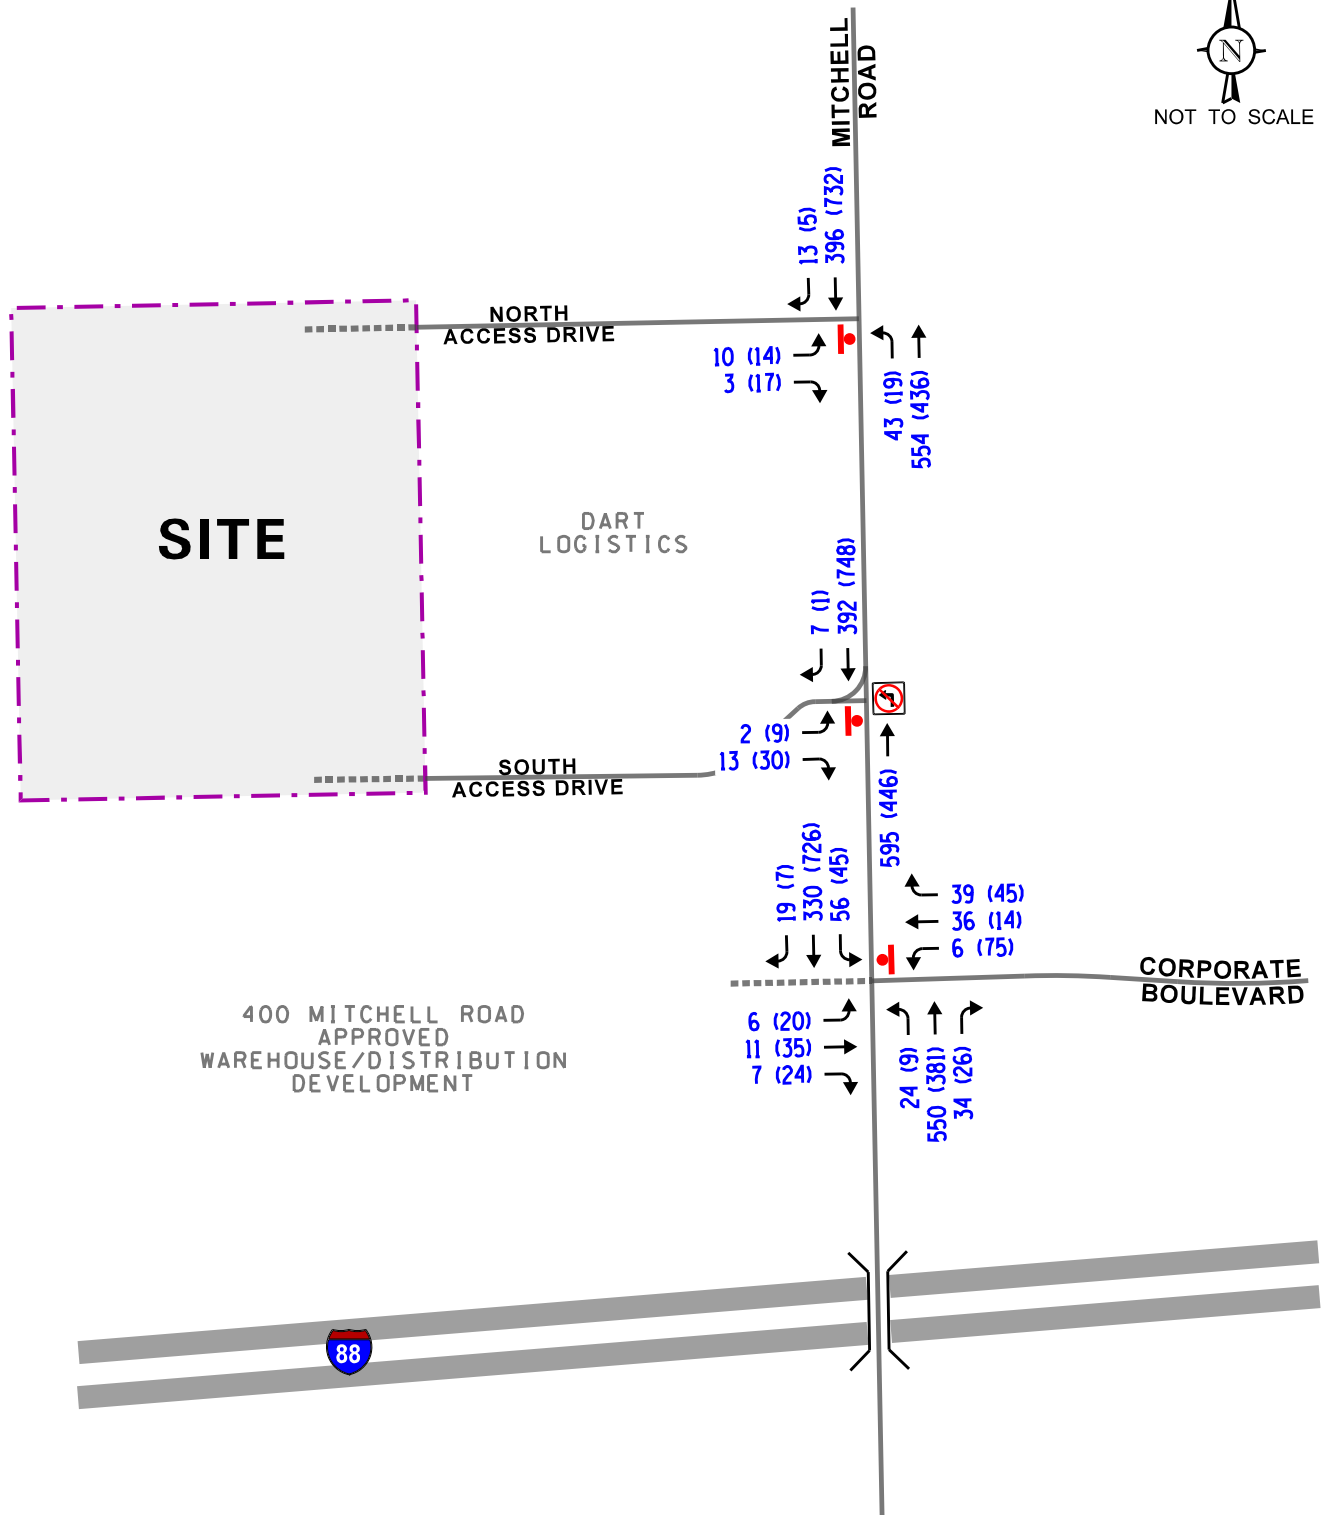 MITCHELL
ROAD
N
NOT TO SCALE
13 (5)
396 (732)
NORTH
ACCESS DRIVE
10 (14)
3 (17)
43 (19)
554 (436)
SITE
DART
LOGISTICS
7 (1)
392 (748)
2 (9)
13 (30)
SOUTH
ACCESS DRIVE
595 (446)
19 (7)
330 (726)
56 (45)
39 (45)
36 (14)
6 (75)
CORPORATE
BOULEVARD
6 (20)
11 (35)
7 (24)
24 (9)
550 (381)
34 (26)
400 MITCHELL ROAD
APPROVED
WAREHOUSE/DISTRIBUTION
DEVELOPMENT
88